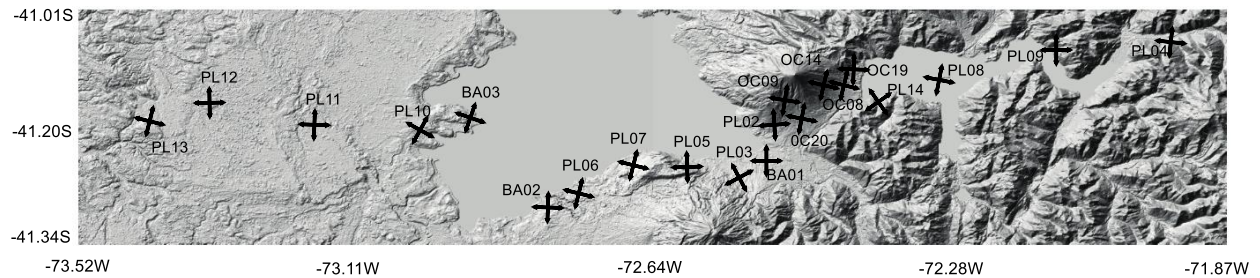 -41.01S
PL09
PL04
OC14
OC19
PL08
PL12
OC09
PL14
BA03
PL11
OC08
PL10
PL02
-41.20S
0C20
PL13
PL07
PL05
PL03
PL06
BA01
BA02
-41.34S
-73.52W
-73.11W
-72.64W
-72.28W
-71.87W